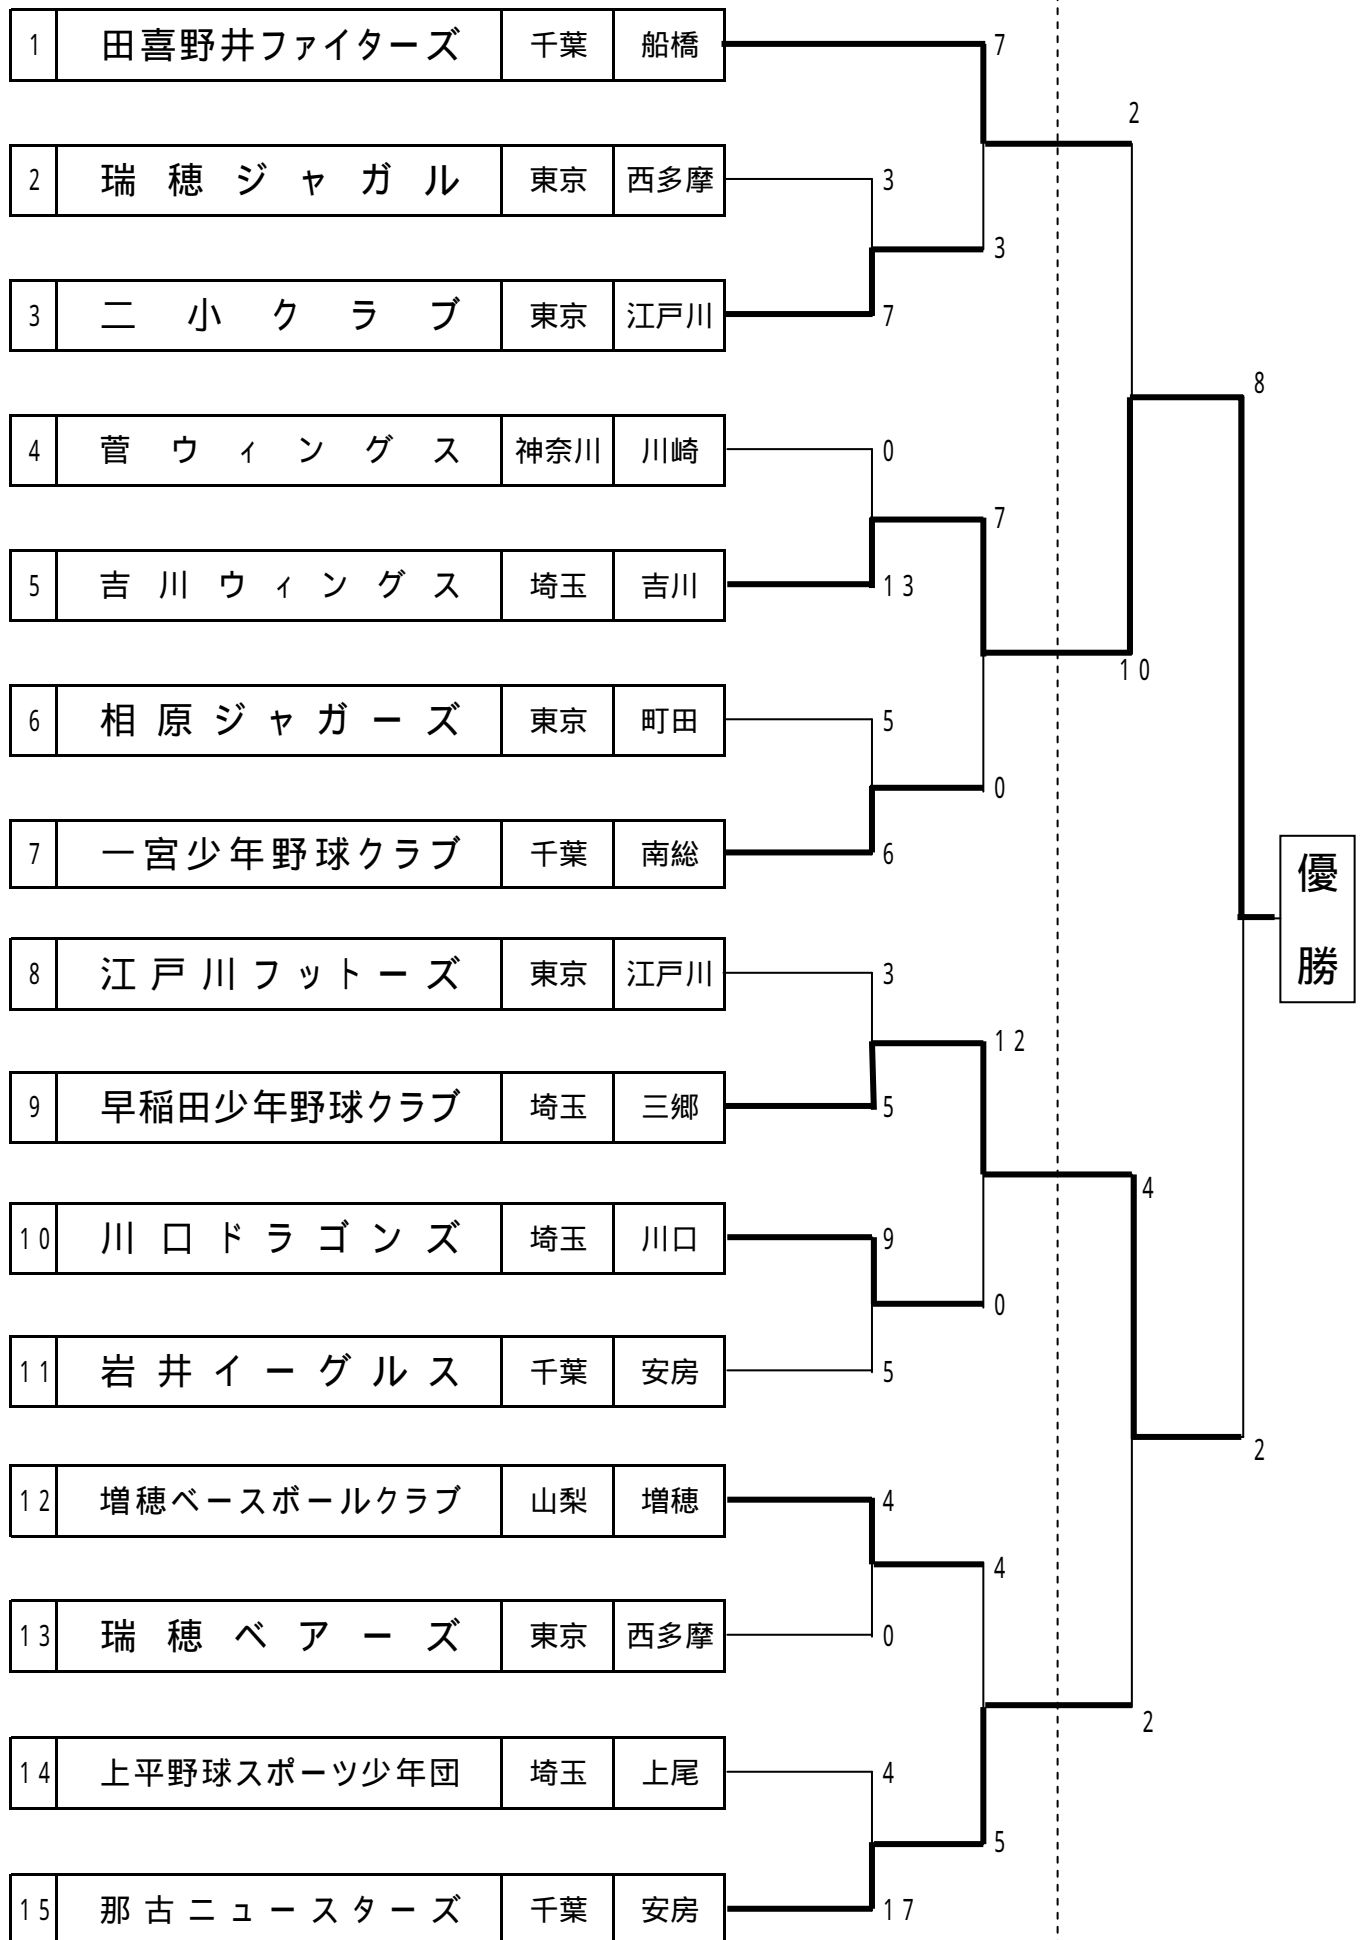 1 田喜野井ファイターズ 千葉 船橋 7
2
2 瑞穂ジャガル 東京 西多摩 3
3
3 二小クラブ 東京 江戸川 7
8
4 菅ウィングス 神奈川 川崎 0
7
5 吉川ウィングス 埼玉 吉川 13
10
6 相原ジャガーズ 東京 町田 5
0
7 一宮少年野球クラブ 千葉 南総 6
優勝
8 江戸川フットーズ 東京 江戸川 3
12
9 早稲田少年野球クラブ 埼玉 三郷 5
4
10 川口ドラゴンズ 埼玉 川口 9
0
11 岩井イーグルス 千葉 安房 5
2
12 増穂ベースボールクラブ 山梨 増穂 4
4
13 瑞穂ベアーズ 東京 西多摩 0
2
14 上平野球スポーツ少年団 埼玉 上尾 4
5
15 那古ニュースターズ 千葉 安房 17